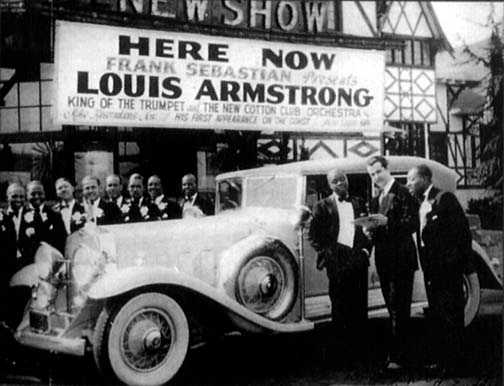 NEW SHOW
HERE NOW
FRANK SEBASTIAN Presents
LOUIS ARMSTRONG
KING OF THE TRUMPET and THE NEW COTTON CLUB ORCHESTRA
HIS FIRST APPEARANCE ON THE COAST